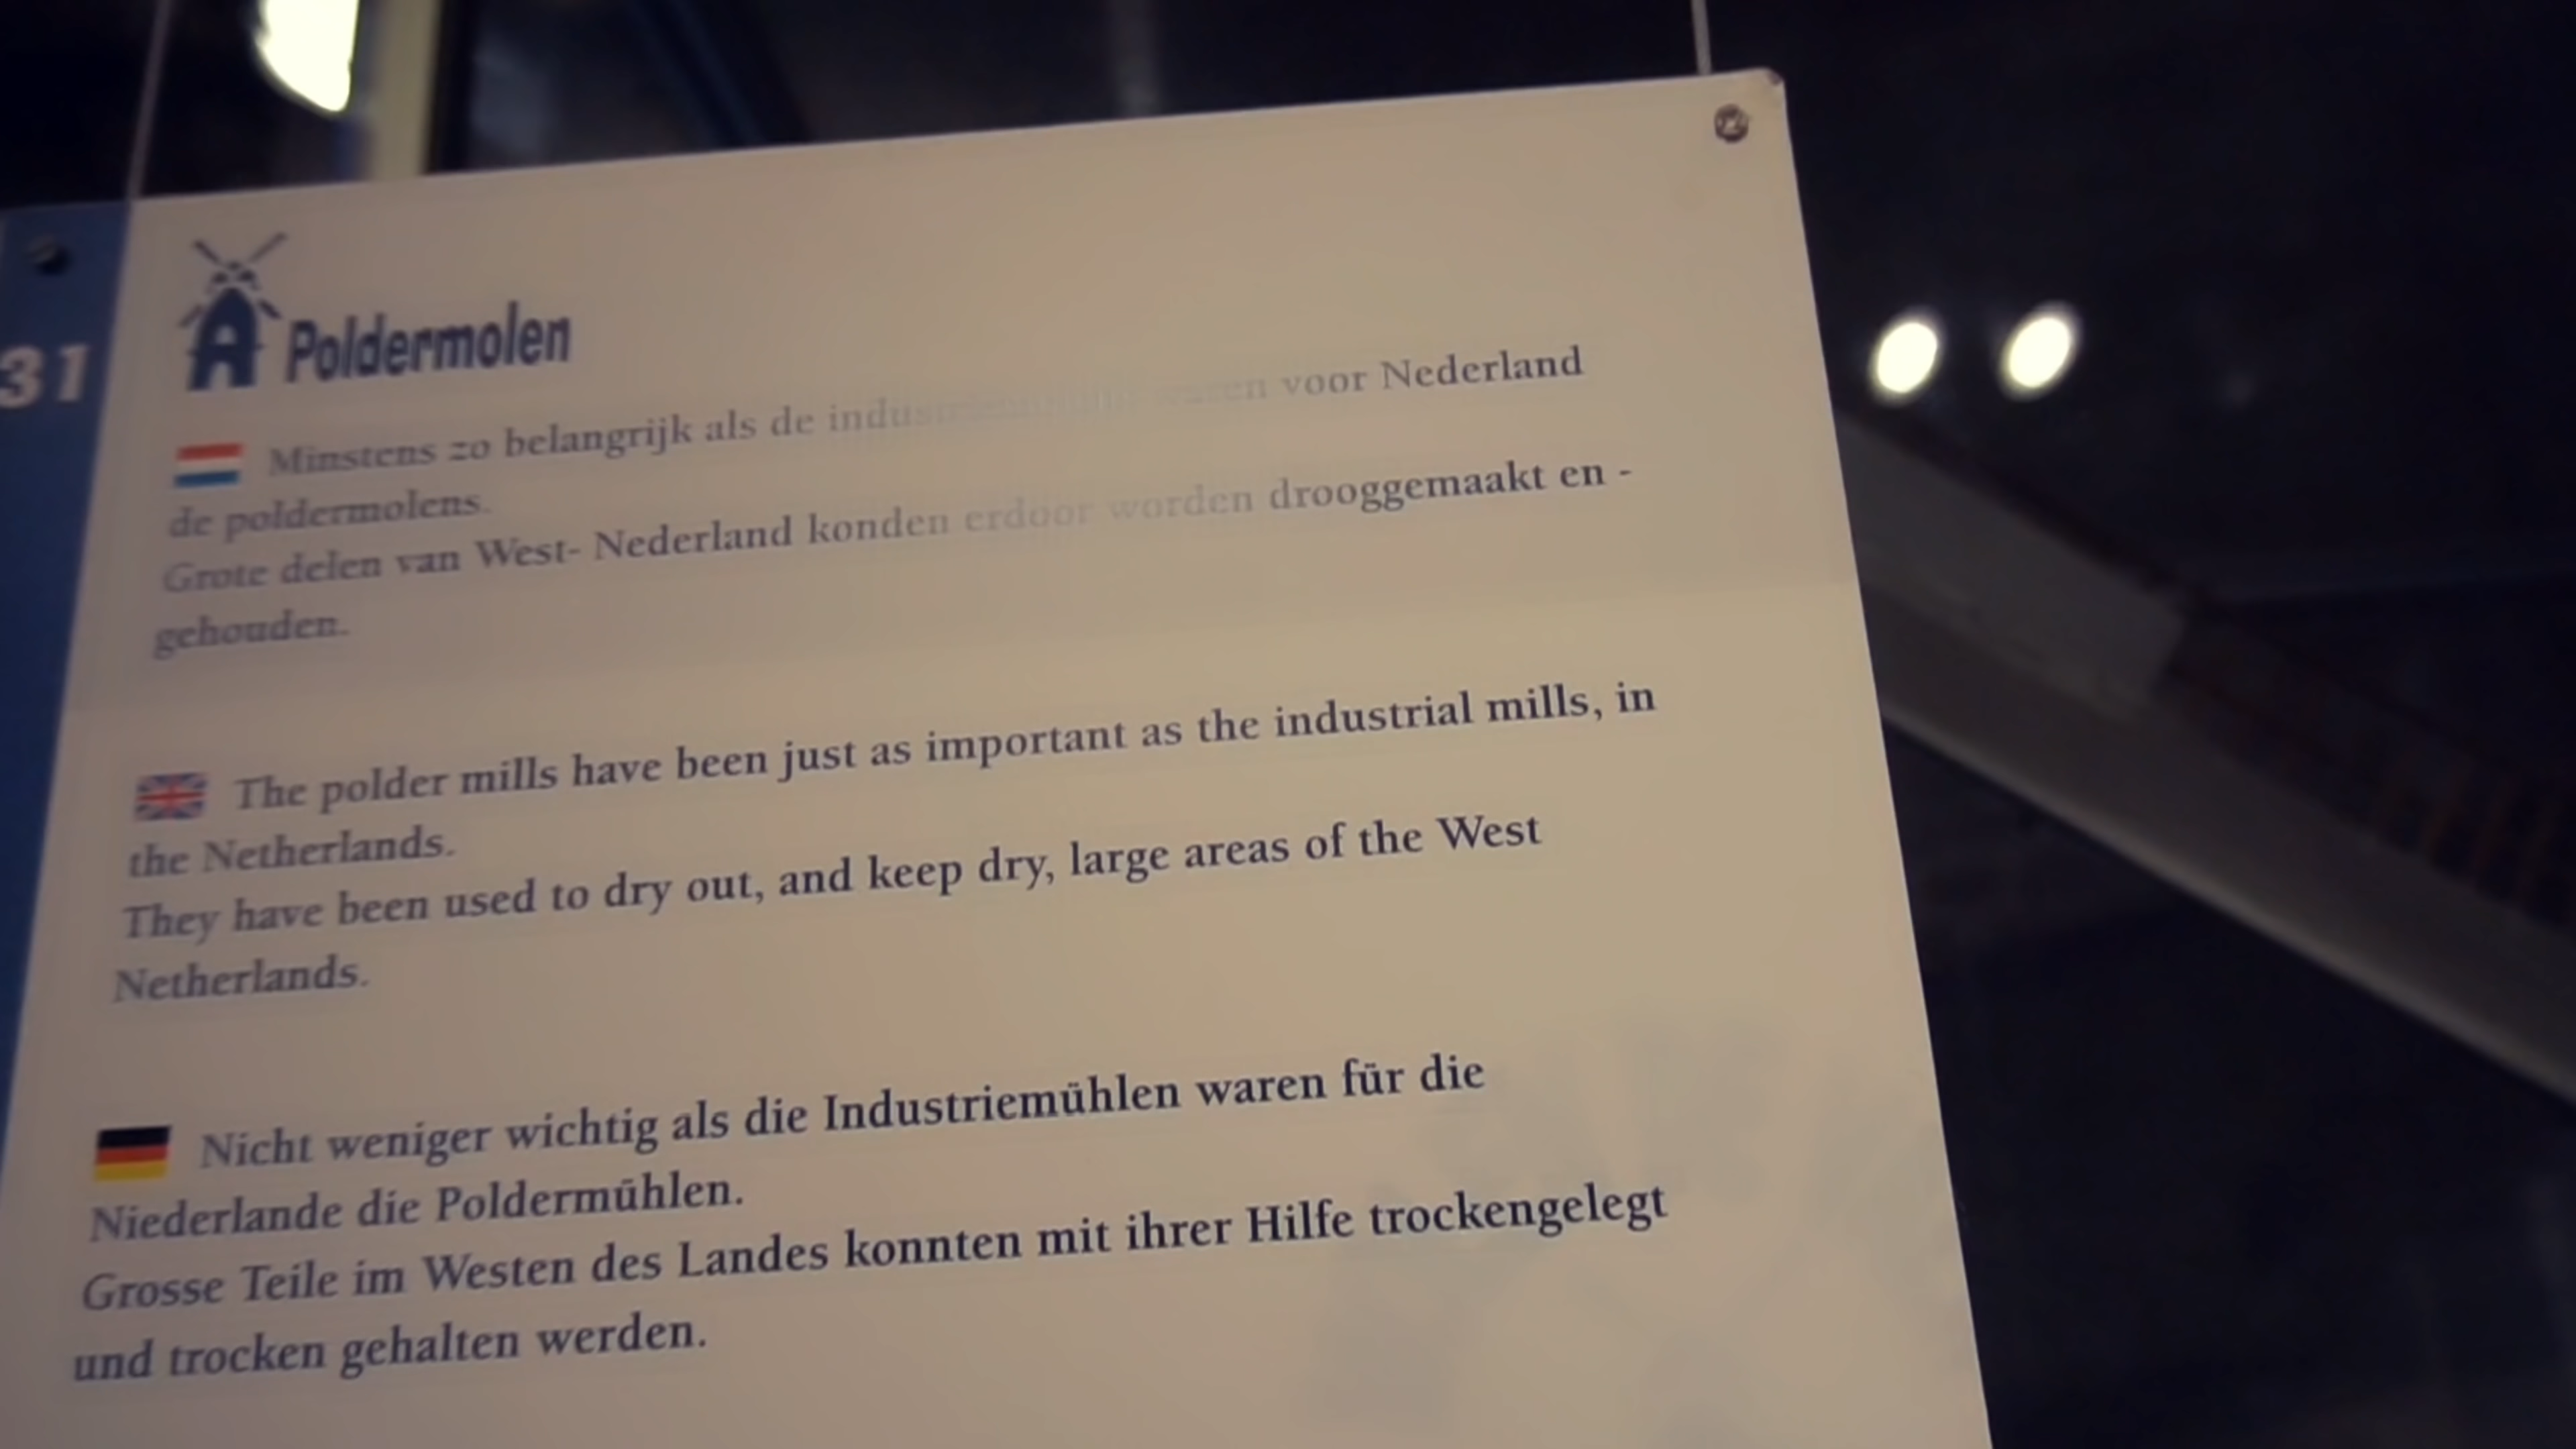 31
Poldermolen
Minstens zo belangrijk als de waren voor Nederland
de poldermolens.
Grote delen van West- Nederland konden erdoor worden drooggemaakt en -
gehouden.
The polder mills have been just as important as the industrial mills, in
the Netherlands.
They have been used to dry out, and keep dry, large areas of the West
Netherlands.
Nicht weniger wichtig als die Industriemühlen waren für die
Niederlande die Poldermühlen.
Grosse Teile im Westen des Landes konnten mit ihrer Hilfe trockengelegt
und trocken gehalten werden.